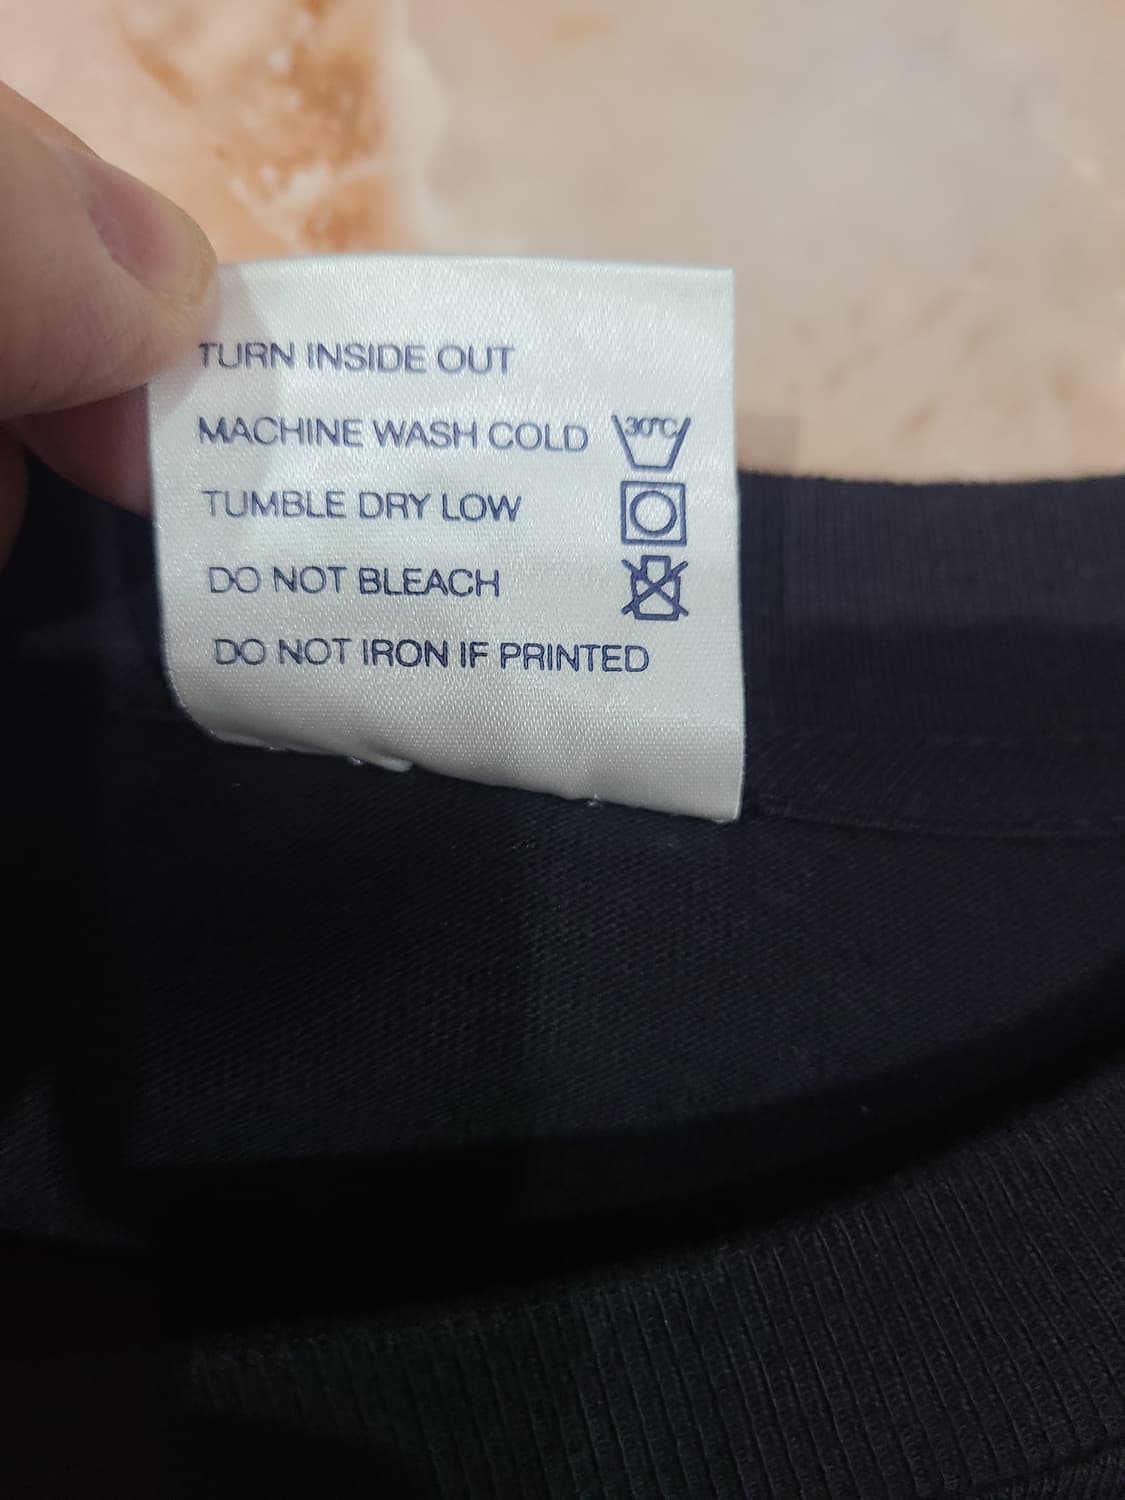 TURN INSIDE OUT
MACHINE WASH COLD 30°C
TUMBLE DRY LOW
DO NOT BLEACH
DO NOT IRON IF PRINTED